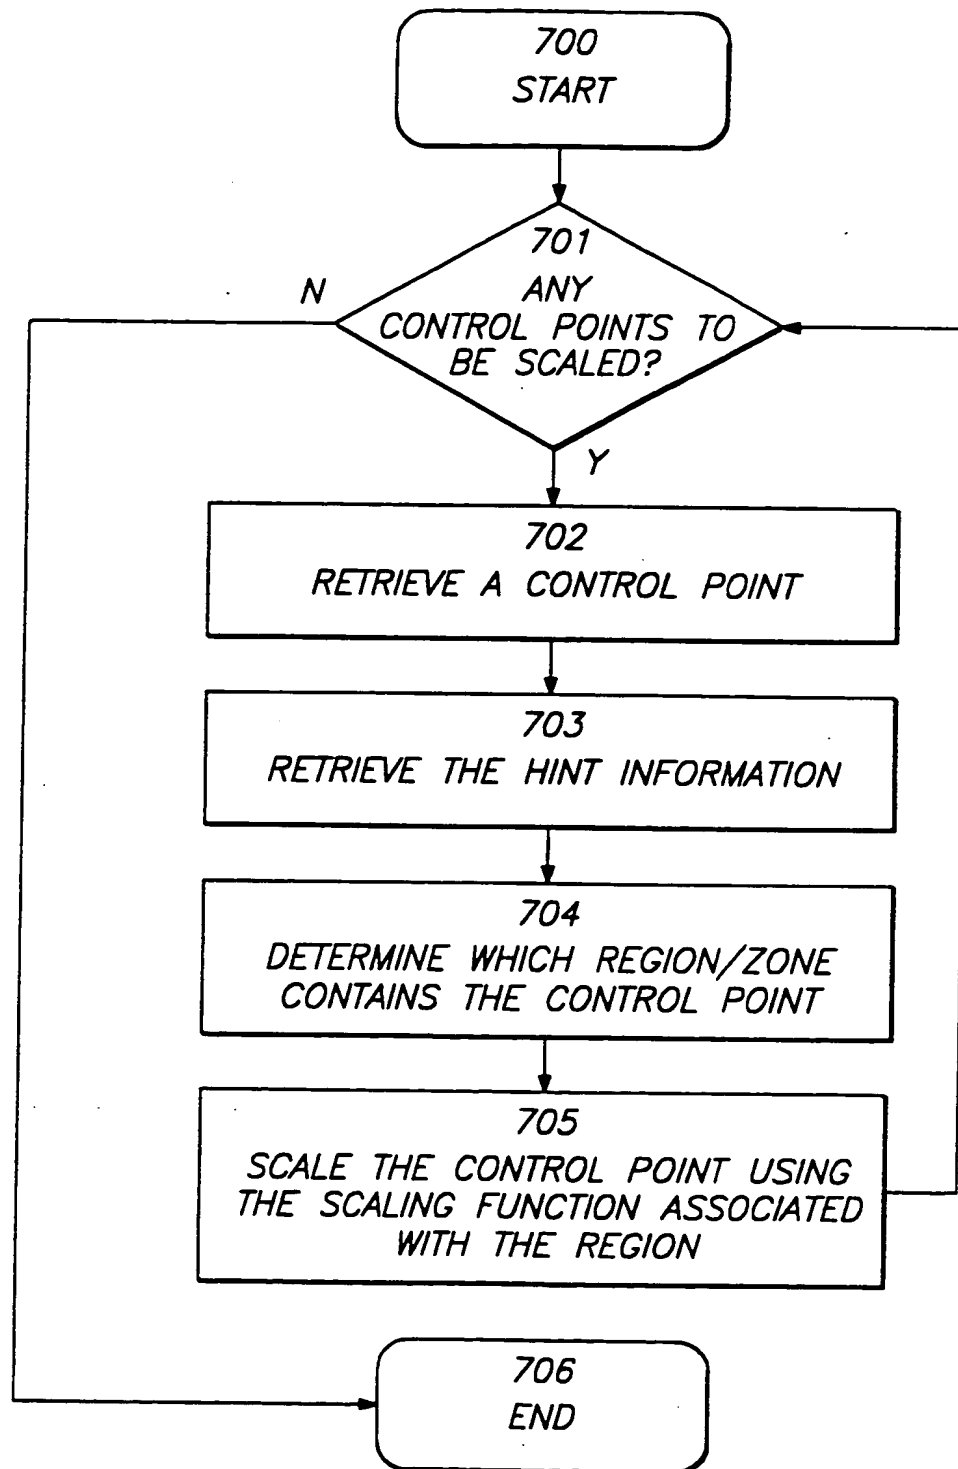 700
START
701
ANY
CONTROL POINTS TO
BE SCALED?
N
Y
702
RETRIEVE A CONTROL POINT
703
RETRIEVE THE HINT INFORMATION
704
DETERMINE WHICH REGION/ZONE
CONTAINS THE CONTROL POINT
705
SCALE THE CONTROL POINT USING
THE SCALING FUNCTION ASSOCIATED
WITH THE REGION
706
END